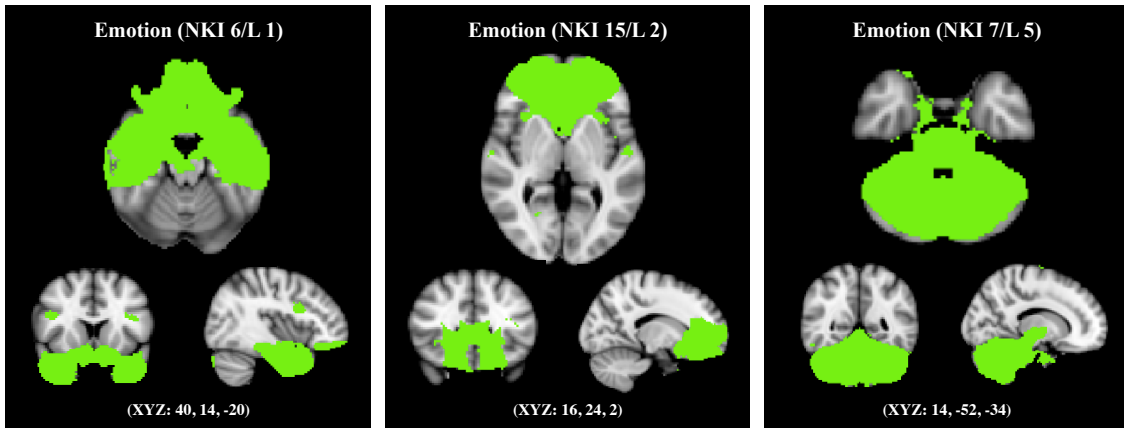 Emotion (NKI 6/L 1)
(XYZ: 40, 14, -20)
Emotion (NKI 15/L 2)
(XYZ: 16, 24, 2)
Emotion (NKI 7/L 5)
(XYZ: 14, -52, -34)